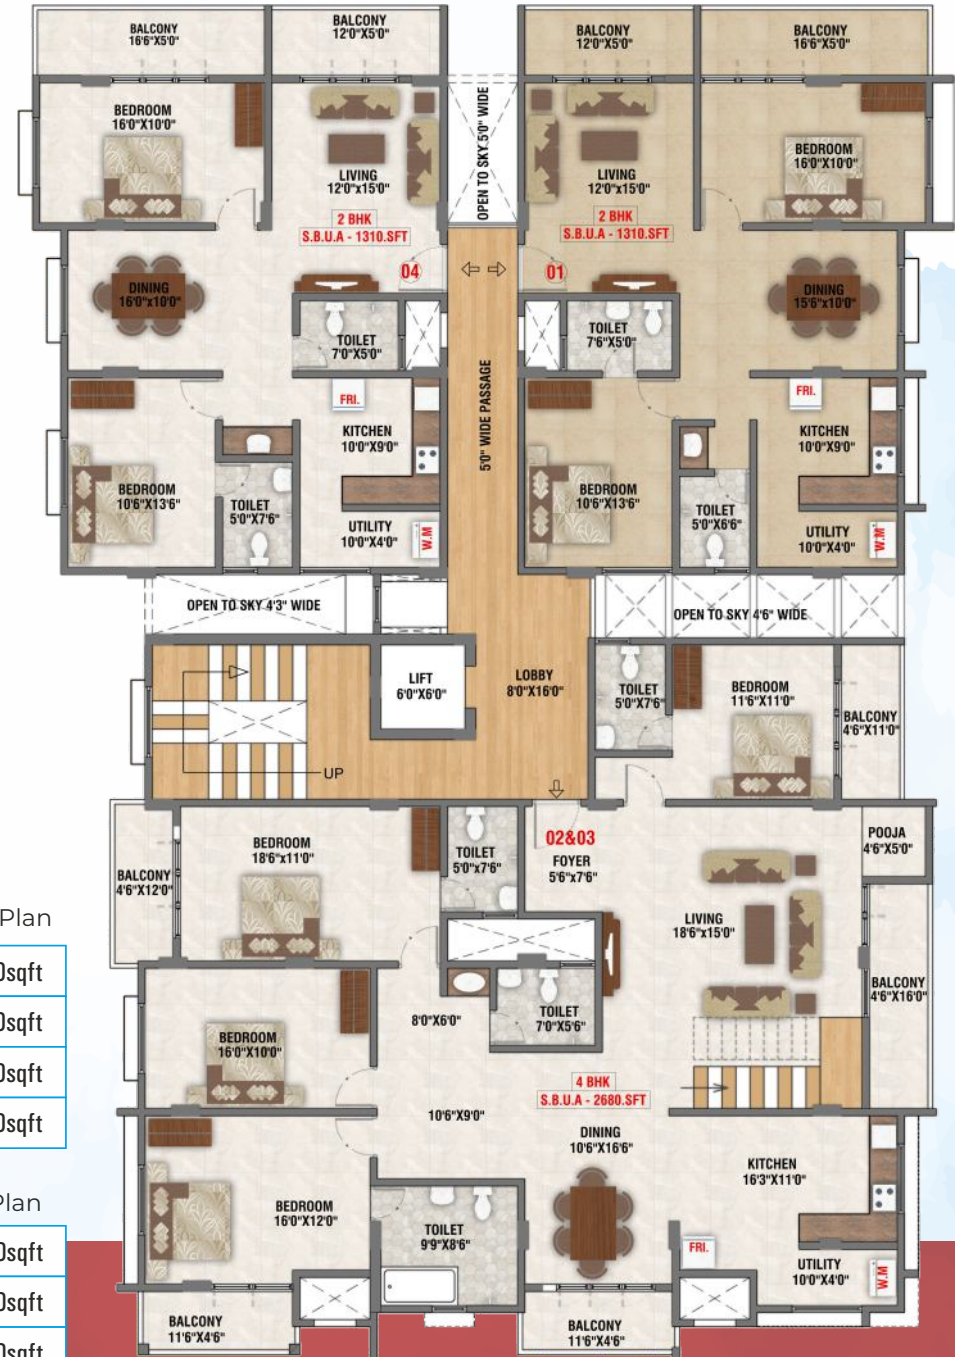 BALCONY
16'6"X5'0"
BALCONY
12'0"X5'0"
BALCONY
12'0"X5'0"
BALCONY
16'6"X5'0"
BEDROOM
16'0"X10'0"
LIVING
12'0"x15'0"
2 BHK
S.B.U.A - 1310.SFT
04
OPEN TO SKY 5'0" WIDE
LIVING
12'0"x15'0"
2 BHK
S.B.U.A - 1310.SFT
01
BEDROOM
16'0"X10'0"
DINING
16'0"x10'0"
TOILET
7'0"X5'0"
TOILET
7'6"X5'0"
DINING
15'6"x10'0"
5'0" WIDE PASSAGE
FRI.
KITCHEN
10'0"X9'0"
FRI.
KITCHEN
10'0"X9'0"
BEDROOM
10'6"X13'6"
TOILET
5'0"X7'6"
UTILITY
10'0"X4'0"
W.M
BEDROOM
10'6"X13'6"
TOILET
5'0"X6'6"
UTILITY
10'0"X4'0"
W.M
OPEN TO SKY 4'3" WIDE
OPEN TO SKY 4'6" WIDE
LIFT
6'0"X6'0"
LOBBY
8'0"X16'0"
TOILET
5'0"X7'6"
BEDROOM
11'6"X11'0"
BALCONY
4'6"X11'0"
UP
02&03
FOYER
5'6"x7'6"
POOJA
4'6"X5'0"
BALCONY
4'6"X12'0"
BEDROOM
18'6"x11'0"
TOILET
5'0"x7'6"
LIVING
18'6"x15'0"
BALCONY
4'6"X16'0"
Plan
0sqft
0sqft
0sqft
0sqft
8'0"X6'0"
TOILET
7'0"X5'6"
BEDROOM
16'0"X10'0"
4 BHK
S.B.U.A - 2680.SFT
10'6"X9'0"
DINING
10'6"X16'6"
KITCHEN
16'3"X11'0"
Plan
0sqft
0sqft
0sqft
BEDROOM
16'0"X12'0"
TOILET
9'9"X8'6"
FRI.
UTILITY
10'0"X4'0"
W.M
BALCONY
11'6"X4'6"
BALCONY
11'6"X4'6"